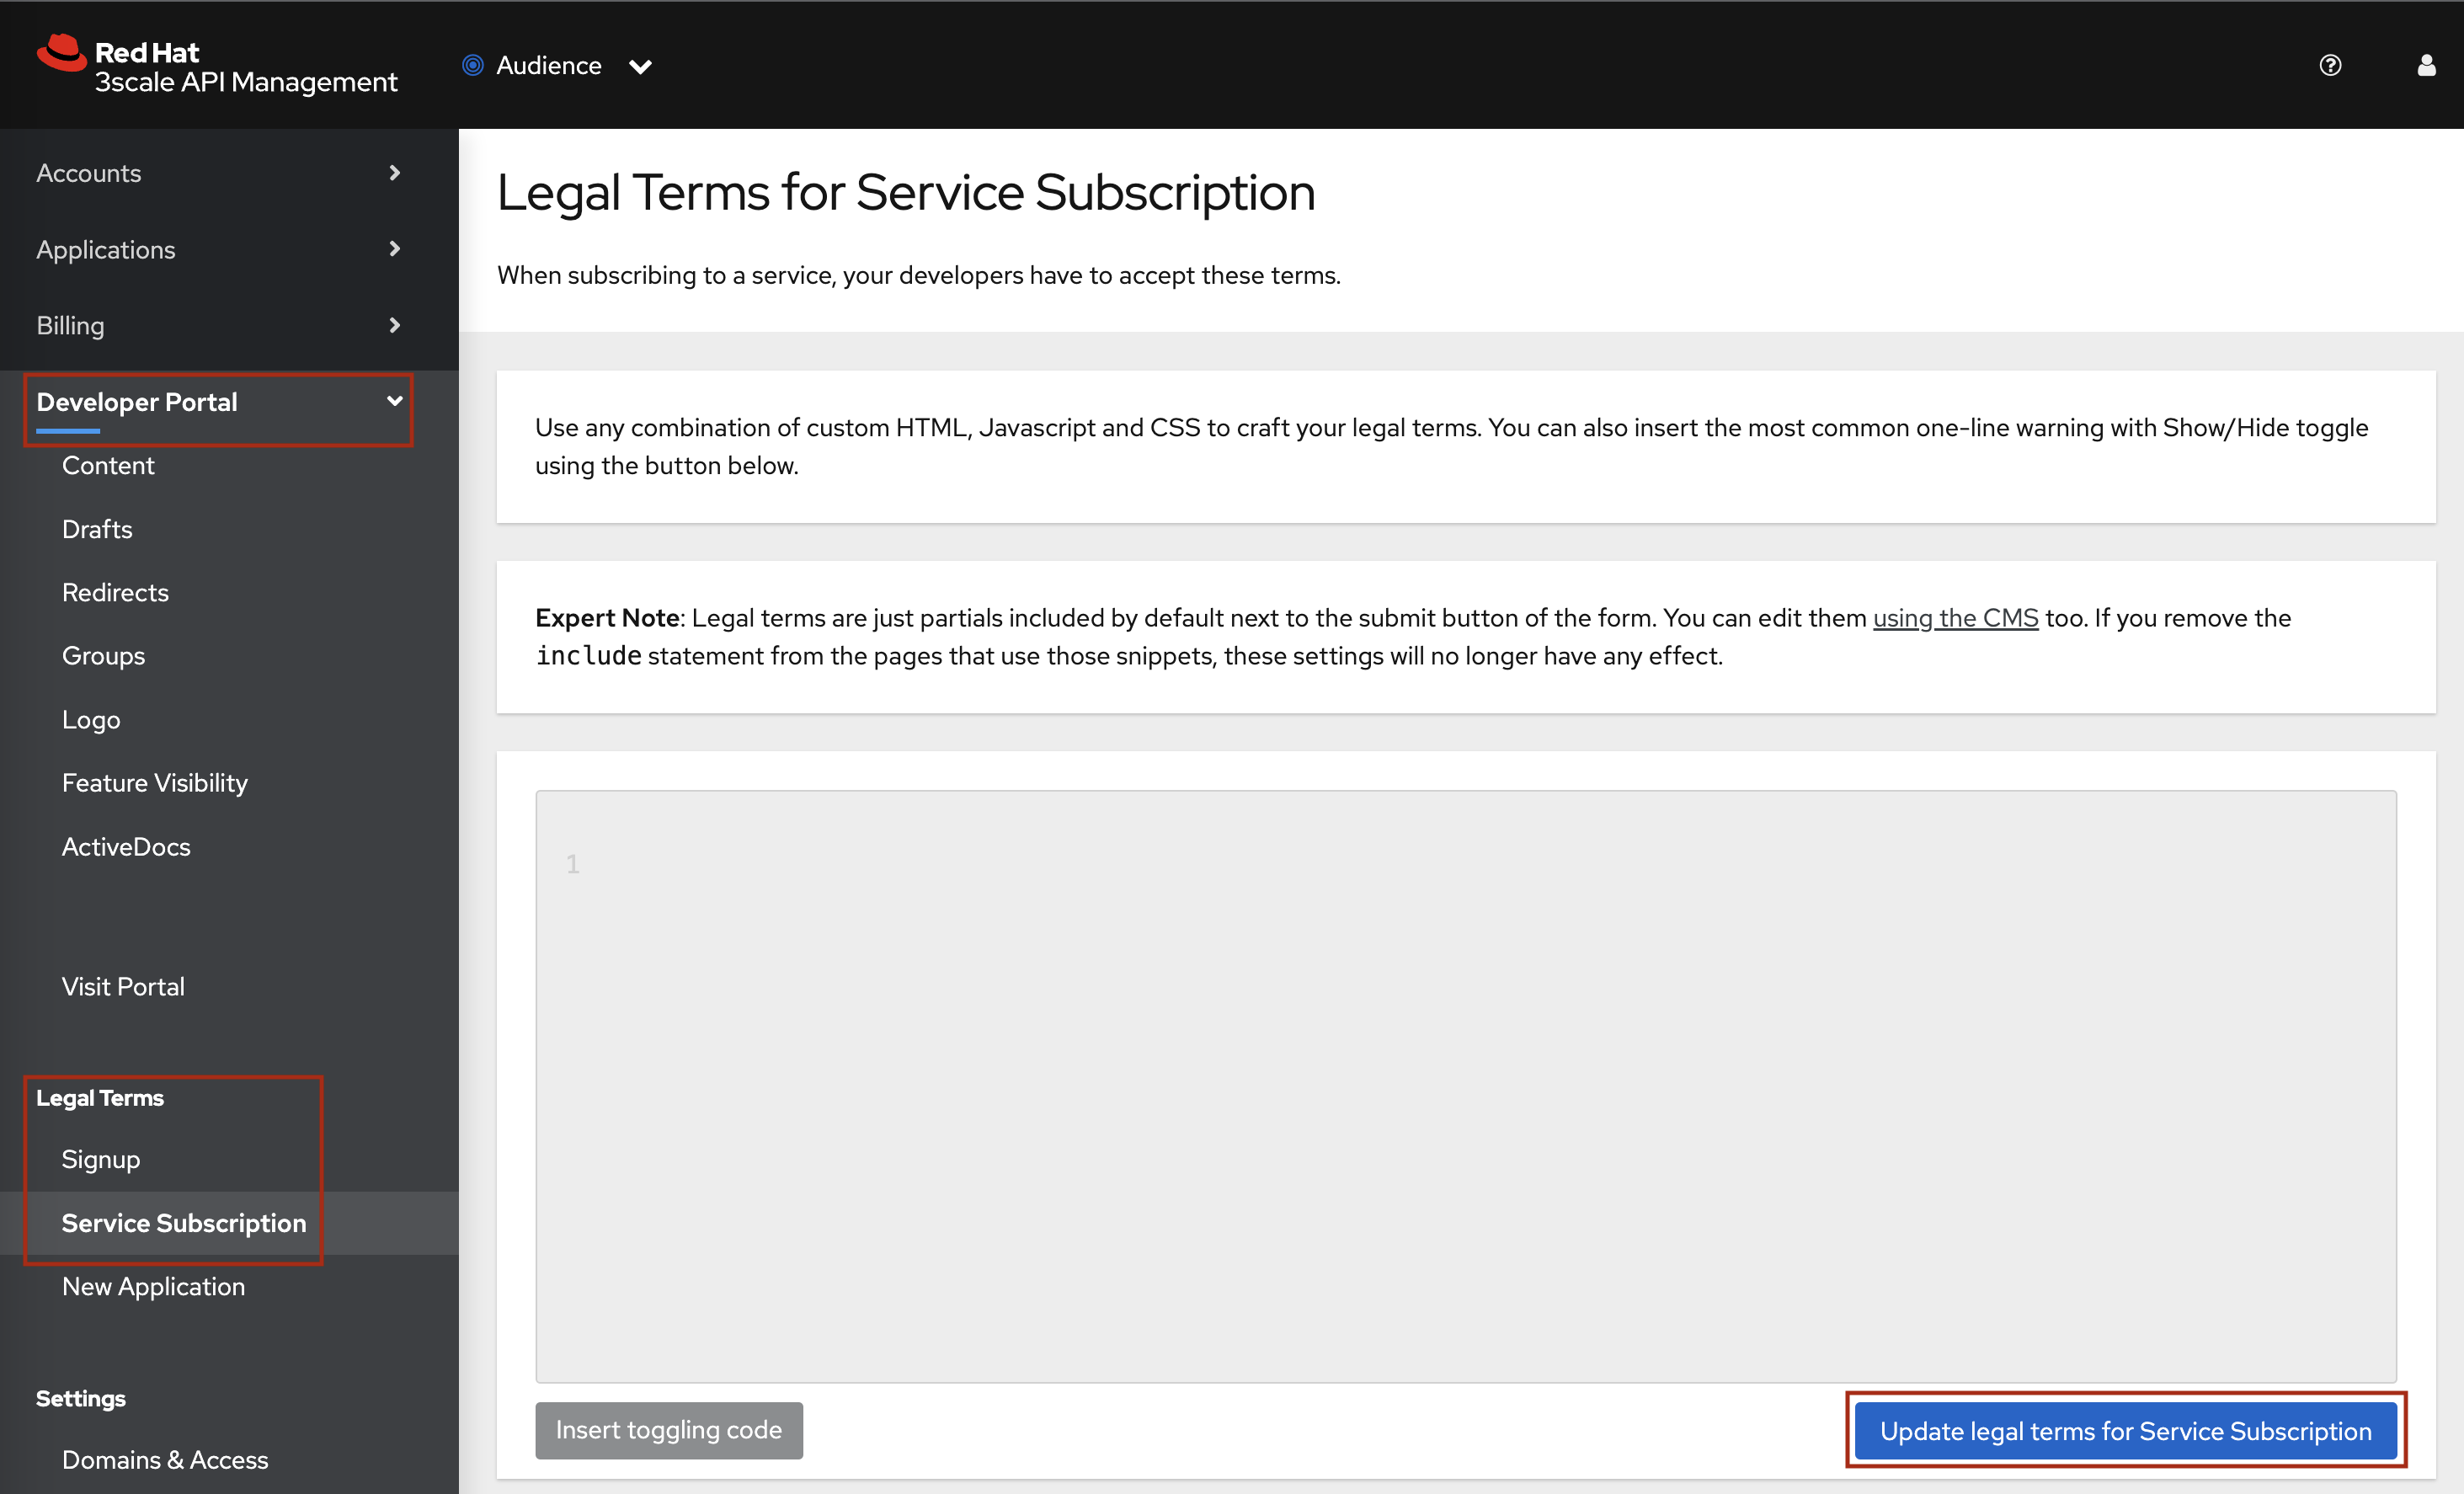 Red Hat
3scale API Management
Audience
Accounts
Applications
Billing
Developer Portal
Content
Drafts
Redirects
Groups
Logo
Feature Visibility
ActiveDocs
Visit Portal
Legal Terms
Signup
Service Subscription
New Application
Settings
Domains & Access
Legal Terms for Service Subscription
When subscribing to a service, your developers have to accept these terms.
Use any combination of custom HTML, Javascript and CSS to craft your legal terms. You can also insert the most common one-line warning with Show/Hide toggle
using the button below.
Expert Note: Legal terms are just partials included by default next to the submit button of the form. You can edit them using the CMS too. If you remove the
include statement from the pages that use those snippets, these settings will no longer have any effect.
1
Insert toggling code
Update legal terms for Service Subscription